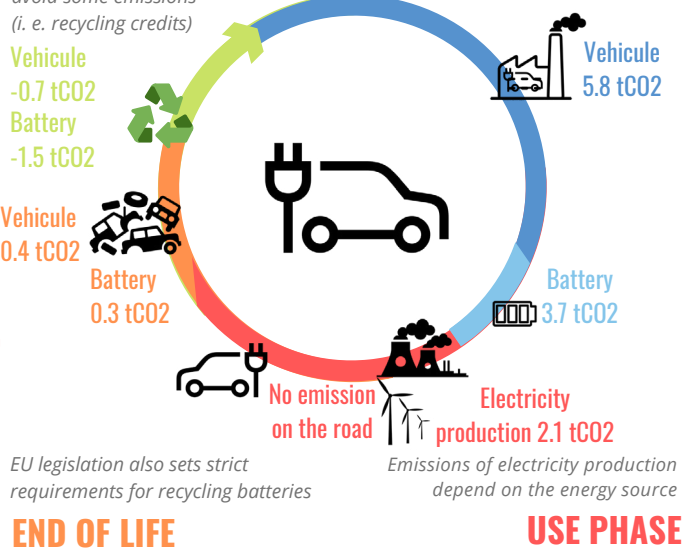 avoid some emissions
(i. e. recycling credits)
Vehicule
-0.7 tCO2
Battery
-1.5 tCO2
Vehicule
5.8 tCO2
Vehicule
0.4 tCO2
Battery
0.3 tCO2
Battery
3.7 tCO2
No emission
on the road
Electricity
production 2.1 tCO2
EU legislation also sets strict
requirements for recycling batteries
END OF LIFE
Emissions of electricity production
depend on the energy source
USE PHASE